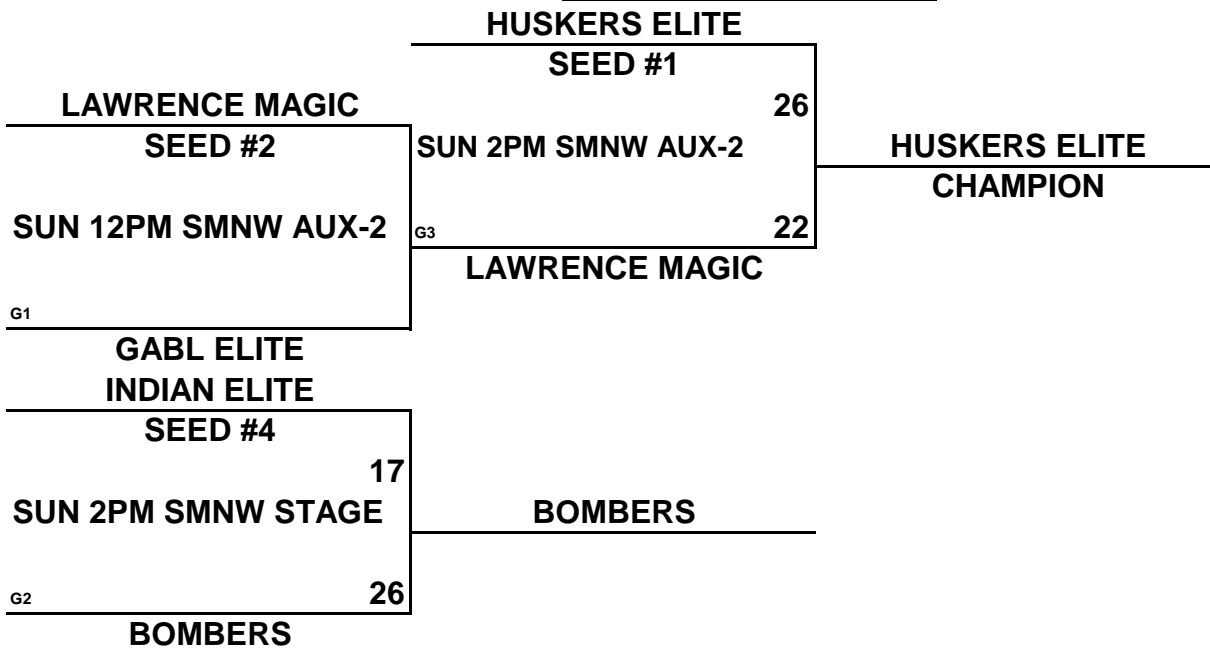 HUSKERS ELITE
SEED #1
LAWRENCE MAGIC
26
SEED #2
SUN 2PM SMNW AUX-2
HUSKERS ELITE
CHAMPION
SUN 12PM SMNW AUX-2
G3
22
LAWRENCE MAGIC
G1
GABL ELITE
INDIAN ELITE
SEED #4
17
SUN 2PM SMNW STAGE
BOMBERS
G2
26
BOMBERS